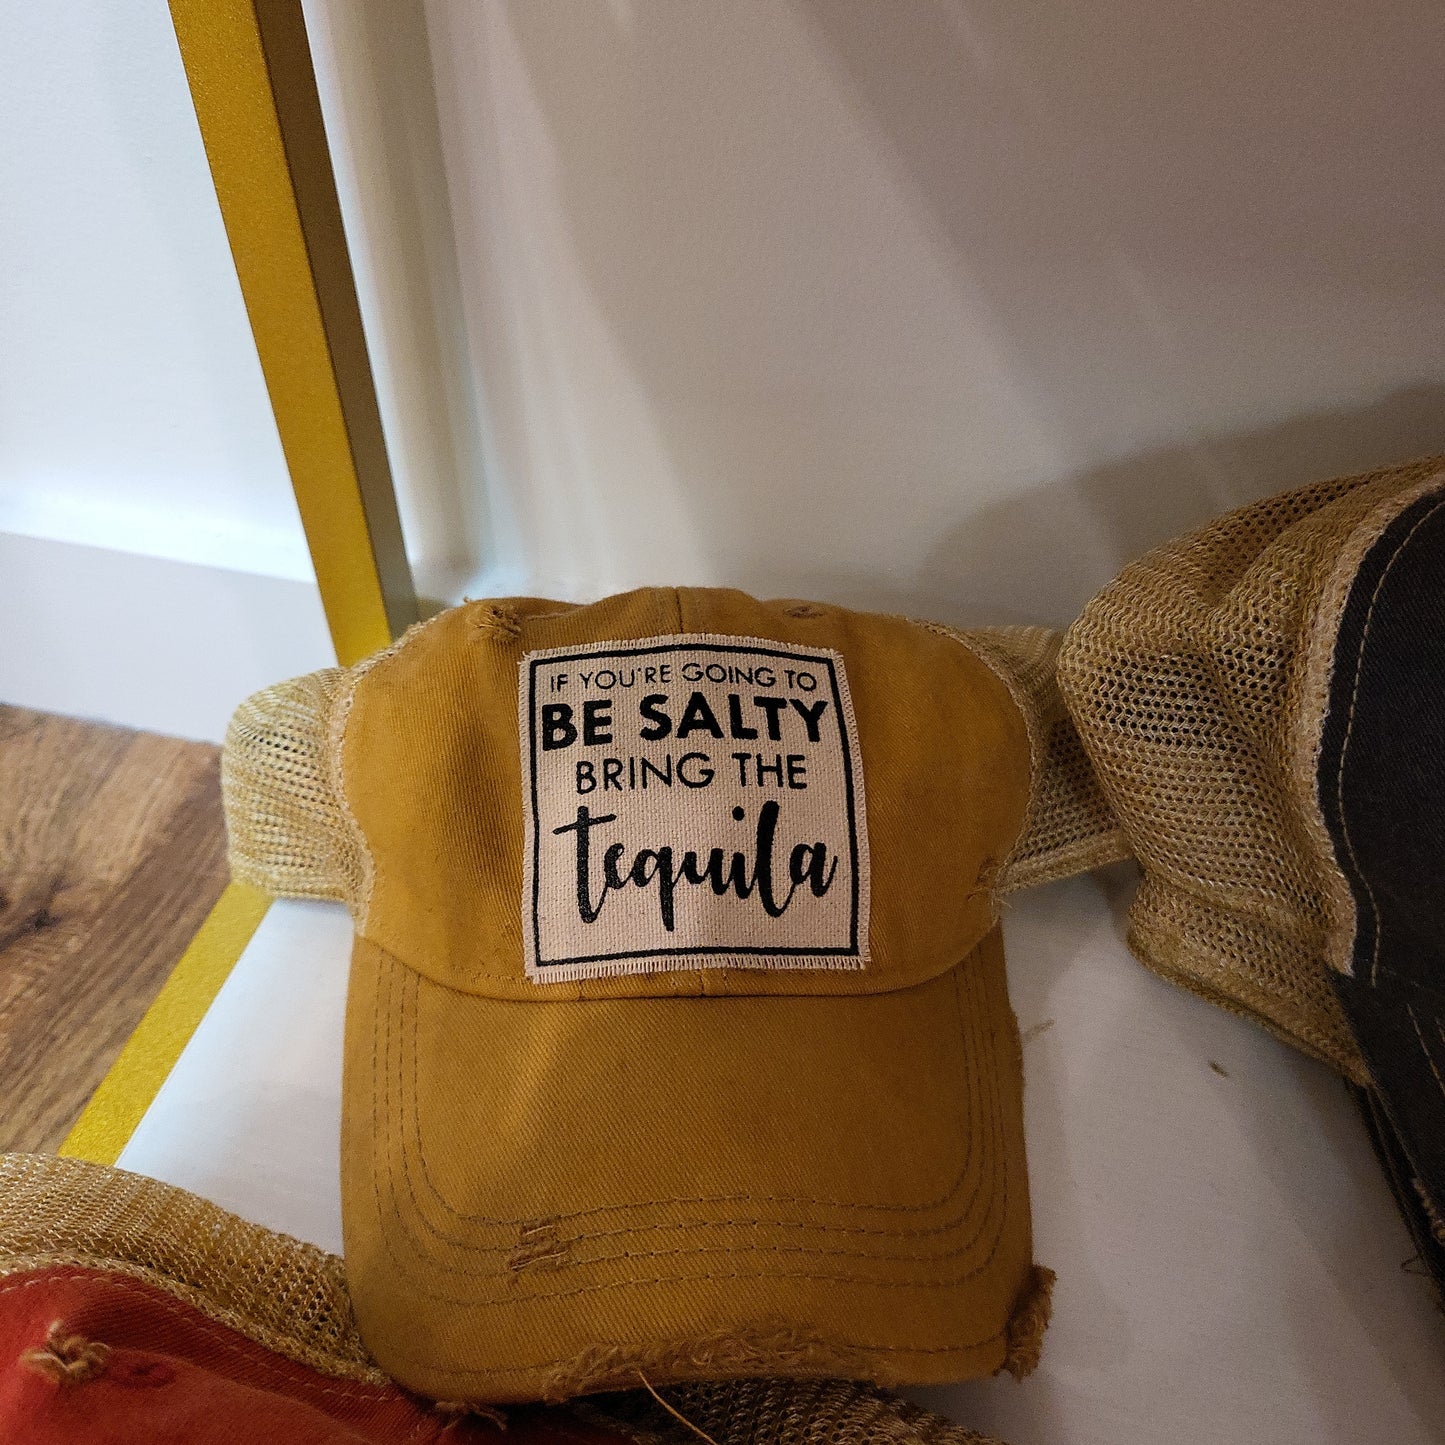 IF YOU'RE GOING TO
BE SALTY
BRING THE
tequila